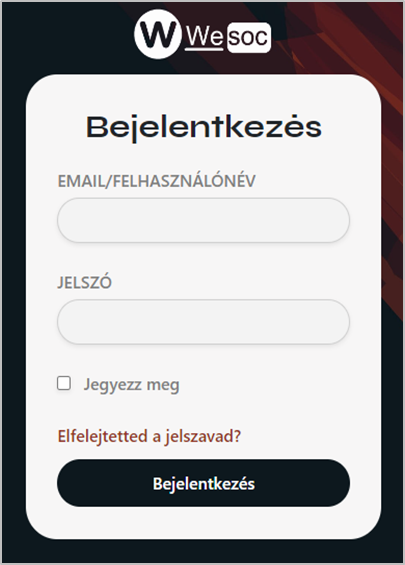 W We soc
Bejelentkezés
EMAIL/FELHASZNÁLÓNÉV
JELSZÓ
Jegyezz meg
Elfelejtetted a jelszavad?
Bejelentkezés